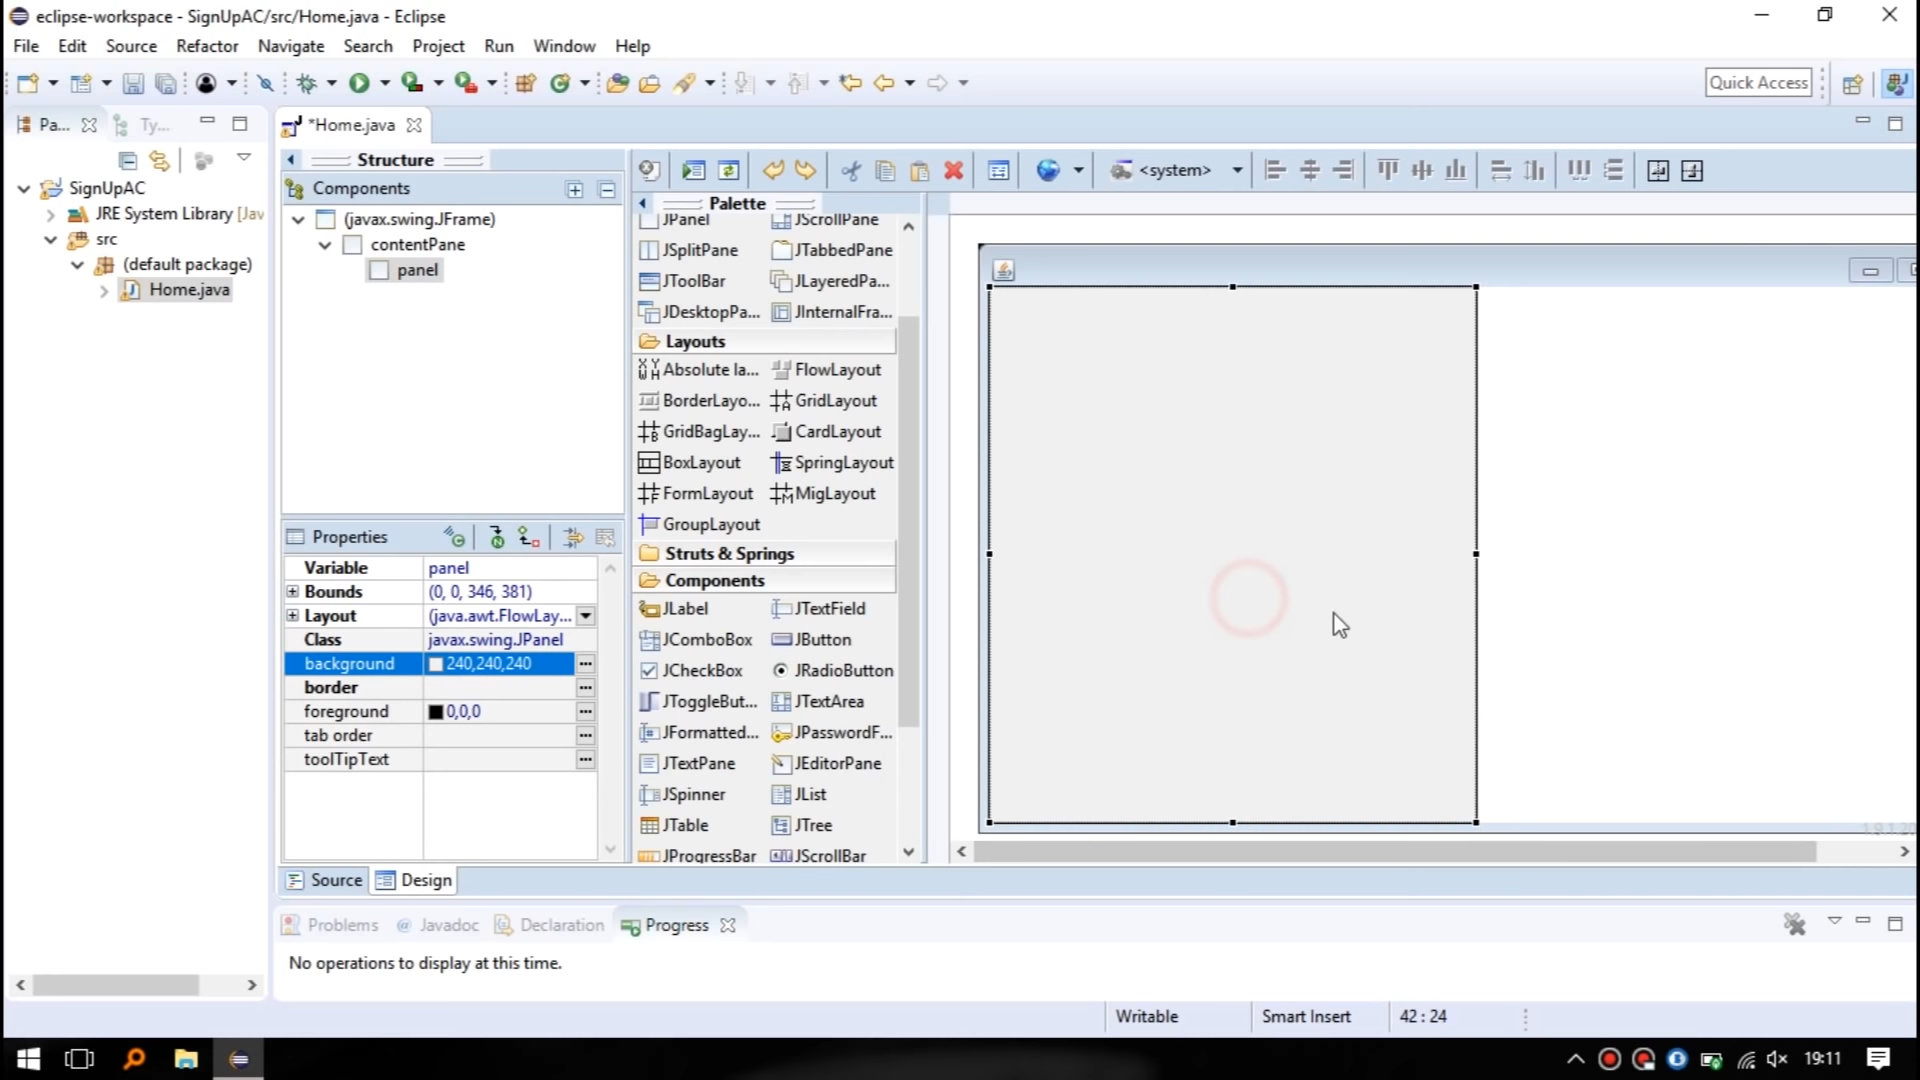 eclipse-workspace - SignUpAC/src/Home.java - Eclipse
File Edit Source Refactor Navigate Search Project Run Window Help
Quick Access
Pa... Ty... *Home.java
Structure
<system>
SignUpAC
JRE System Library [Jav
src
(default package)
Home.java
Components
(javax.swing.JFrame)
contentPane
panel
Palette
JPanel JScrollPane
JSplitPane JTabbedPane
JToolBar JLayeredPa...
JDesktopPa... JInternalFra...
Layouts
Absolute la... FlowLayout
BorderLayo... GridLayout
GridBagLay... CardLayout
BoxLayout SpringLayout
FormLayout MigLayout
GroupLayout
Struts & Springs
Components
JLabel JTextField
JComboBox JButton
JCheckBox JRadioButton
JToggleBut... JTextArea
JFormatted... JPasswordF...
JTextPane JEditorPane
JSpinner JList
JTable JTree
JProgressBar JScrollBar
Properties
Variable panel
Bounds (0, 0, 346, 381)
Layout (java.awt.FlowLay...
Class javax.swing.JPanel
background 240,240,240
border
foreground 0,0,0
tab order
toolTipText
Source Design
Problems Javadoc Declaration Progress
No operations to display at this time.
Writable Smart Insert 42 : 24
19:11